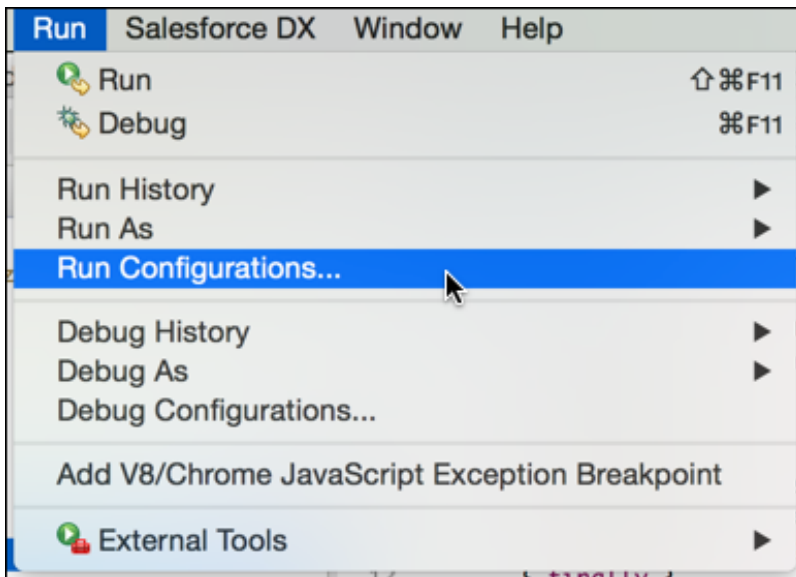 Run Salesforce DX Window Help
Run ⇧⌘F11
Debug ⌘F11
Run History ▶
Run As ▶
Run Configurations...
Debug History ▶
Debug As ▶
Debug Configurations...
Add V8/Chrome JavaScript Exception Breakpoint
External Tools ▶